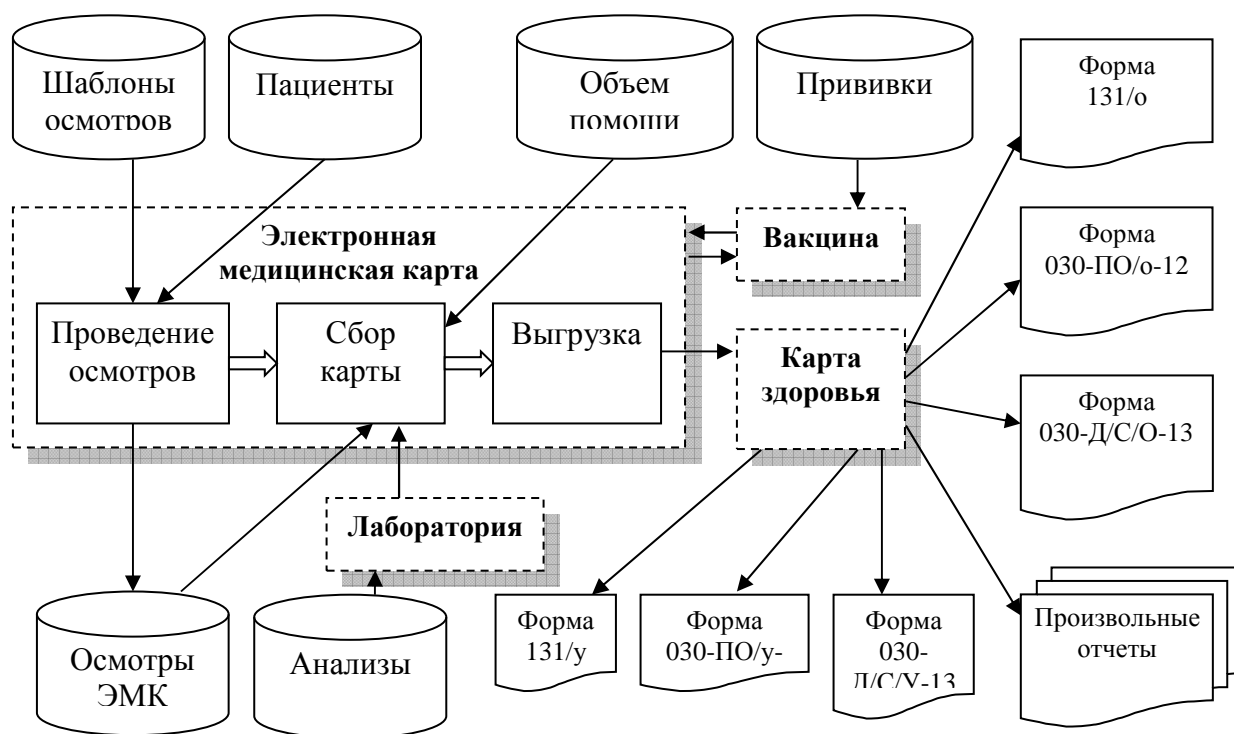 Шаблоны
осмотров
Пациенты
Объем
помощи
Прививки
Форма
131/о
Электронная
медицинская карта
Вакцина
Форма
030-ПО/о-12
Проведение
осмотров
Сбор
карты
Выгрузка
Карта
здоровья
Форма
030-Д/С/О-13
Лаборатория
Осмотры
ЭМК
Анализы
Форма
131/у
Форма
030-ПО/у-
Форма
030-
Д/С/У-13
Произвольные
отчеты